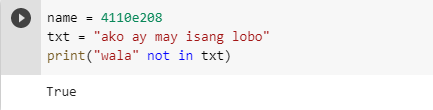 name = 4110e208
txt = "ako ay may isang lobo"
print("wala" not in txt)
True